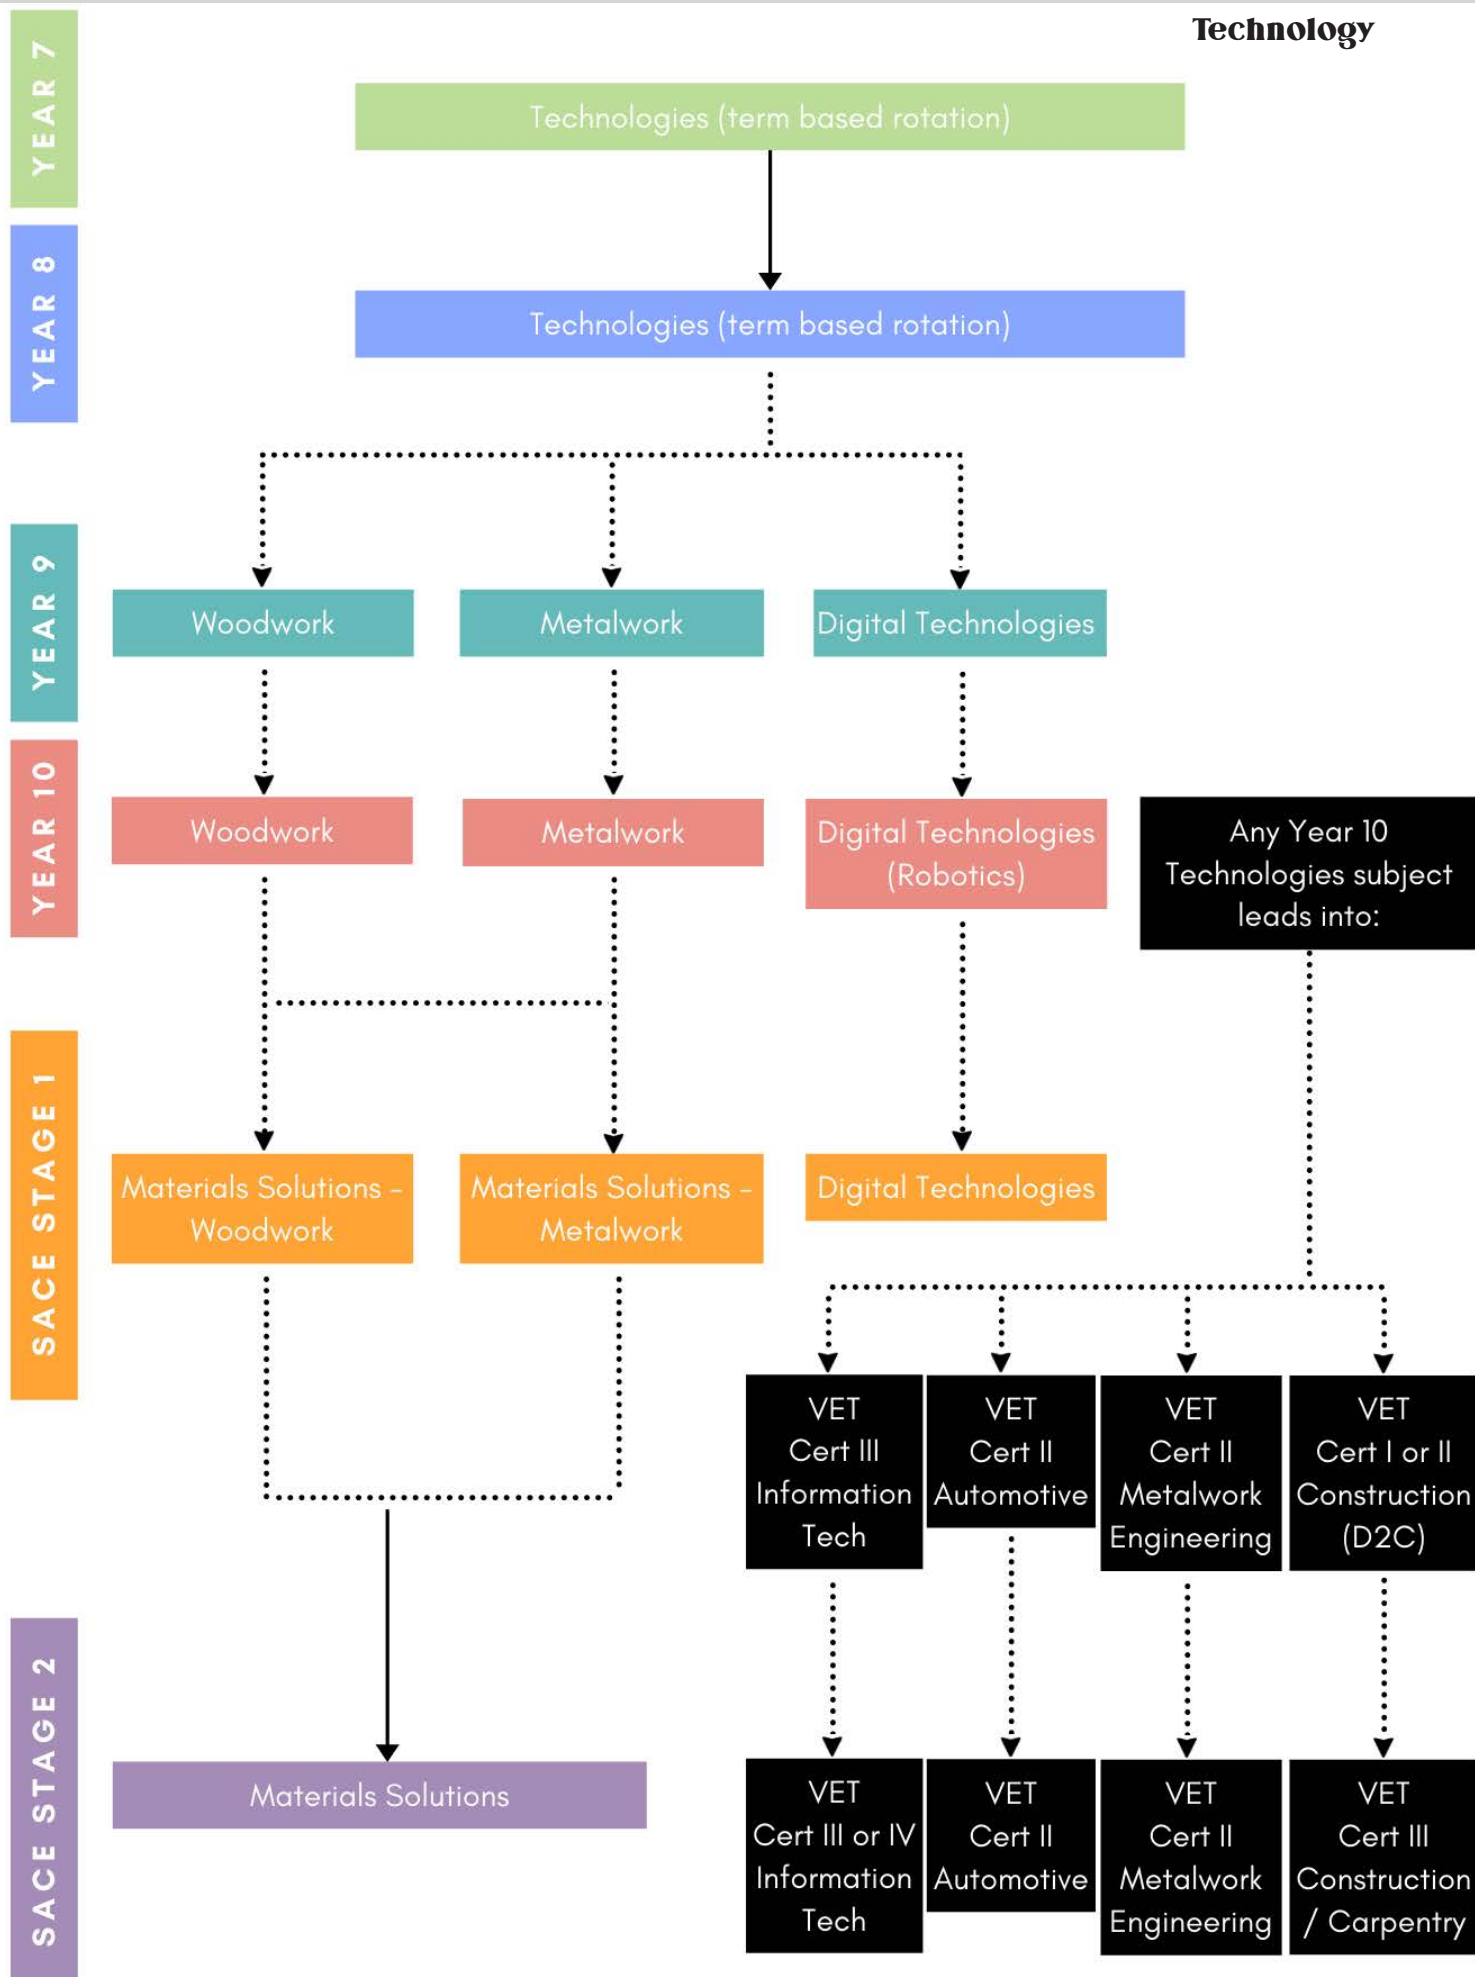 Technology
YEAR 7
Technologies (term based rotation)
YEAR 8
Technologies (term based rotation)
YEAR 9
Woodwork
Metalwork
Digital Technologies
YEAR 10
Woodwork
Metalwork
Digital Technologies
(Robotics)
Any Year 10
Technologies subject
leads into:
SACE STAGE 1
Materials Solutions -
Woodwork
Materials Solutions -
Metalwork
Digital Technologies
VET
Cert III
Information
Tech
VET
Cert II
Automotive
VET
Cert II
Metalwork
Engineering
VET
Cert I or II
Construction
(D2C)
SACE STAGE 2
Materials Solutions
VET
Cert III or IV
Information
Tech
VET
Cert II
Automotive
VET
Cert II
Metalwork
Engineering
VET
Cert III
Construction
/ Carpentry